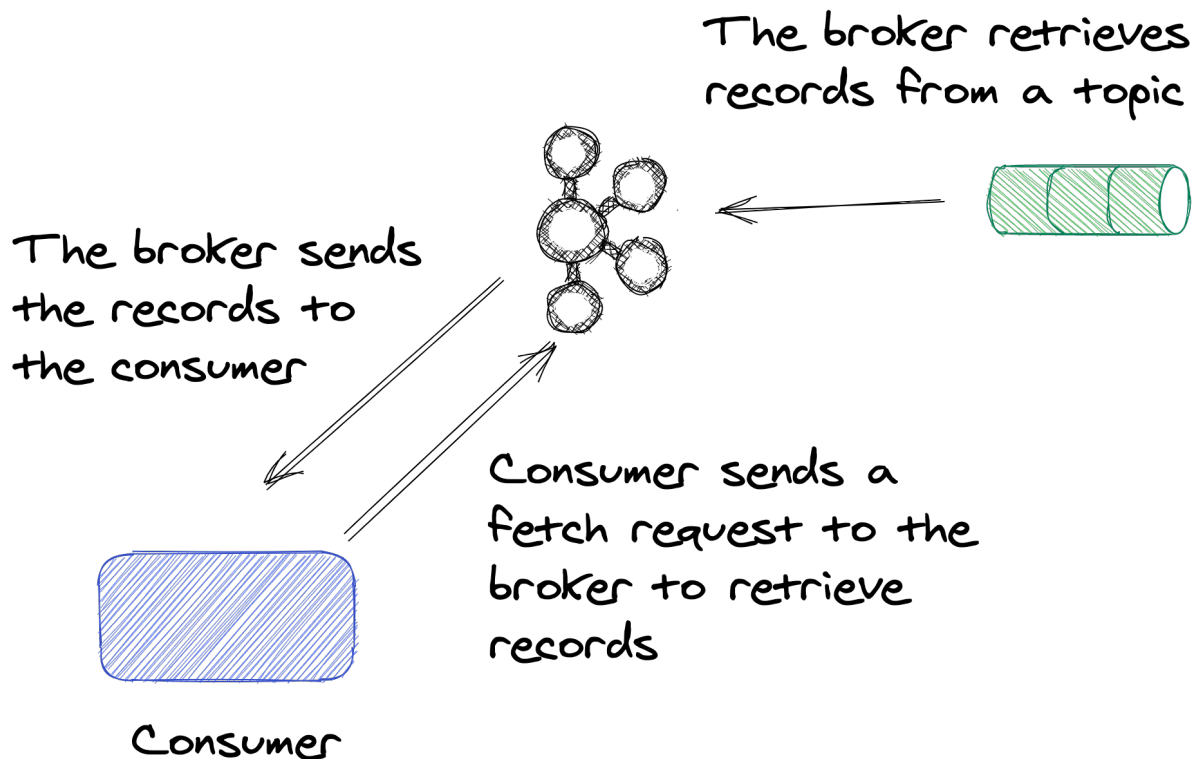 The broker retrieves
records from a topic
The broker sends
the records to
the consumer
Consumer sends a
fetch request to the
broker to retrieve
records
Consumer